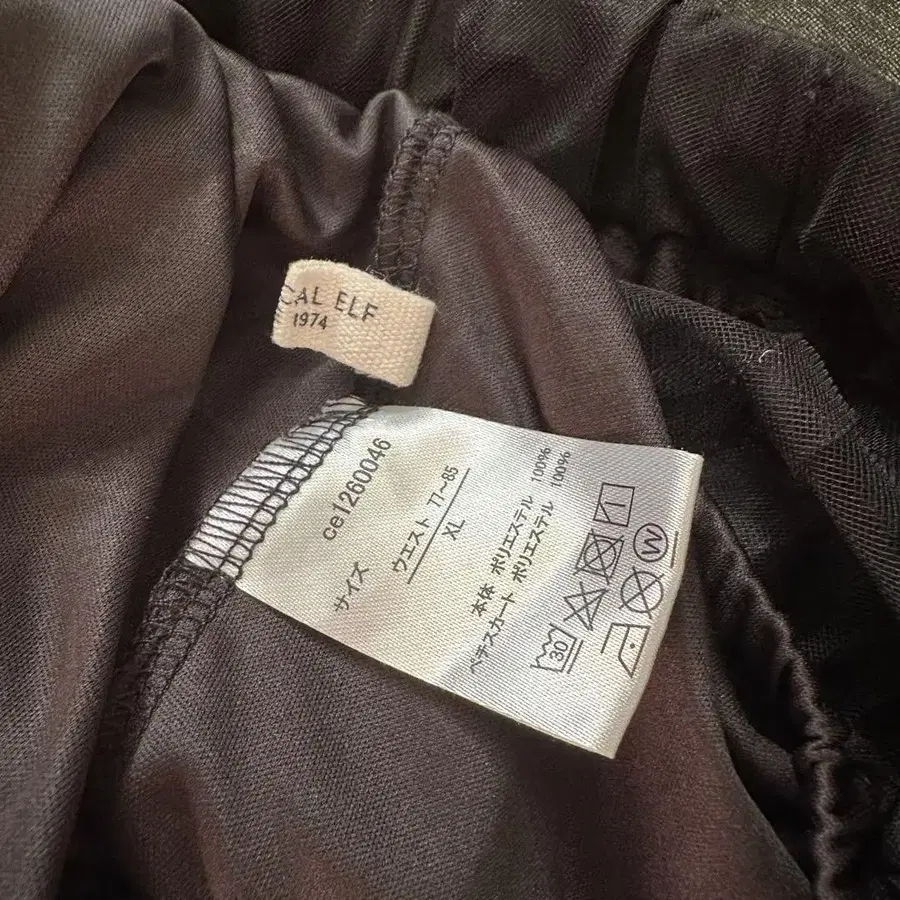 CAL ELF
1974
ce1260046
サイズ
ウエスト 77~85
XL
本体 ポリエステル 100%
ペチスカート ポリエステル 100%
30
W